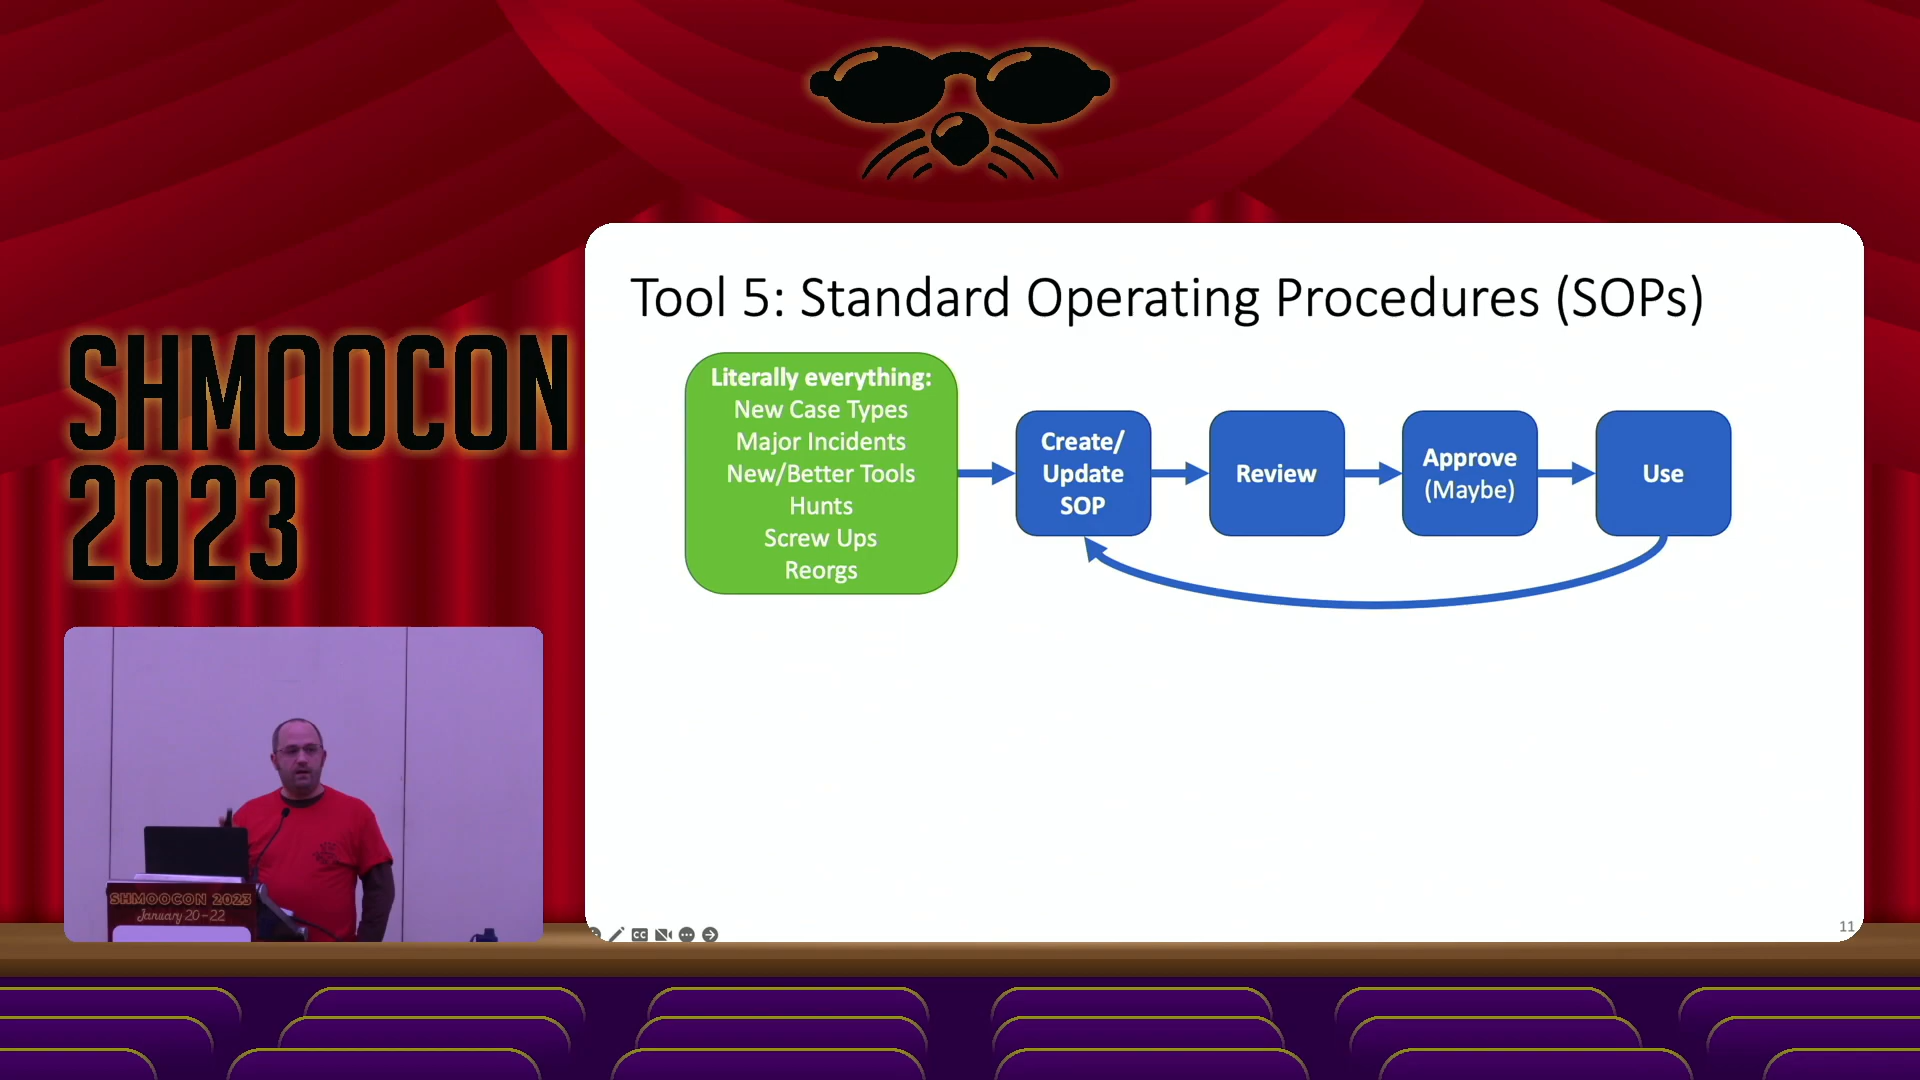 SHMOOCON
2023
Tool 5: Standard Operating Procedures (SOPs)
Literally everything:
New Case Types
Major Incidents
New/Better Tools
Hunts
Screw Ups
Reorgs
Create/
Update
SOP
Review
Approve
(Maybe)
Use
SHMOOCON 2023
January 20-22
CC
11